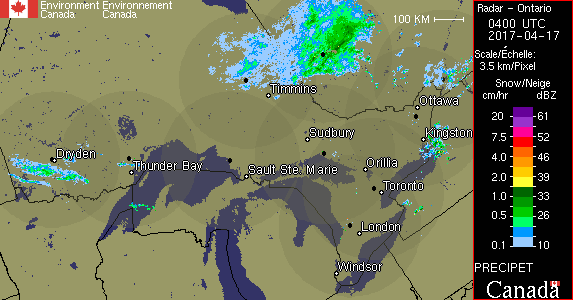 Environment Environnement
Canada Canada
100 KM
Timmins
Ottawa
Kingston
Sudbury
Dryden
Thunder Bay
Sault Ste. Marie
Orillia
Toronto
London
Windsor
Radar - Ontario
0400 UTC
2017-04-17
Scale/Échelle:
3.5 km/Pixel
Snow/Neige
cm/hr dBZ
20 61
7.5 52
4.0 46
2.0 39
1.0 33
0.5 26
0.1 10
PRECIPET
Canada